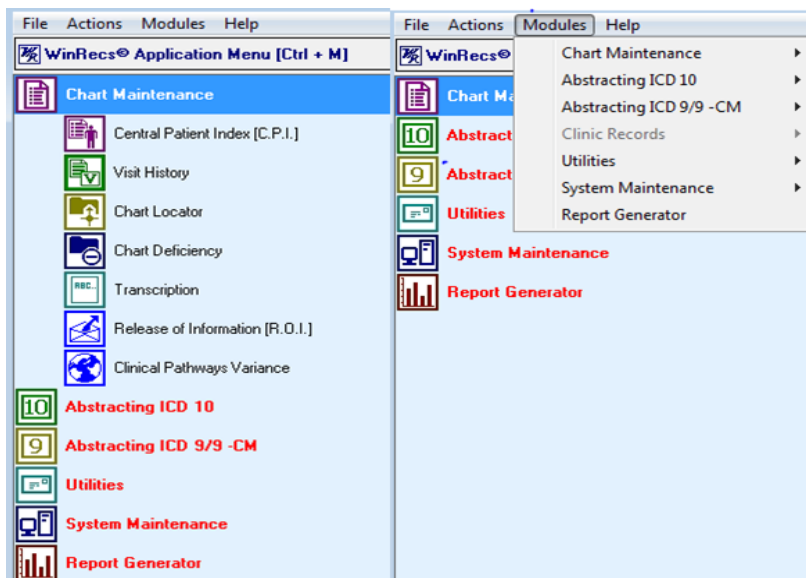 File Actions Modules Help
WinRecs© Application Menu [Ctrl + M]
Chart Maintenance
Central Patient Index [C.P.I.]
Visit History
Chart Locator
Chart Deficiency
ABC..
Transcription
Release of Information [R.O.I.]
Clinical Pathways Variance
10 Abstracting ICD 10
9 Abstracting ICD 9/9 -CM
Utilities
System Maintenance
Report Generator
File Actions Modules Help
WinRecs©
Chart Ma
10 Abstract
9 Abstract
Utilities
System Maintenance
Report Generator
Chart Maintenance
Abstracting ICD 10
Abstracting ICD 9/9 -CM
Clinic Records
Utilities
System Maintenance
Report Generator